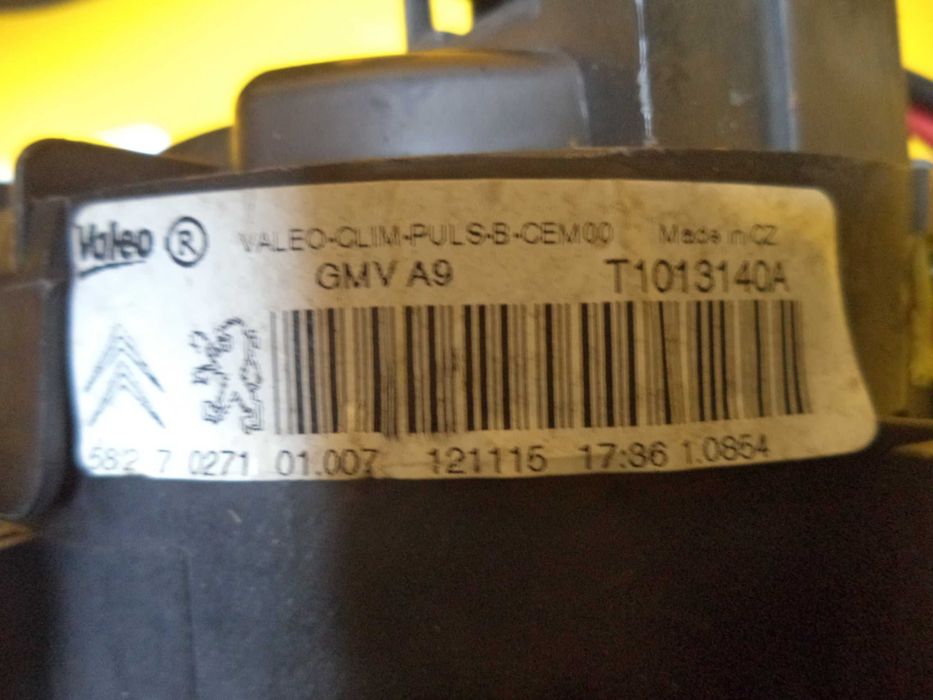 Valeo ® VALEO-CLIM-PULS-B-CEM00 Made in CZ
GMV A9 T1013140A
582 7 0271 01.007 121115 17:36 1.0854